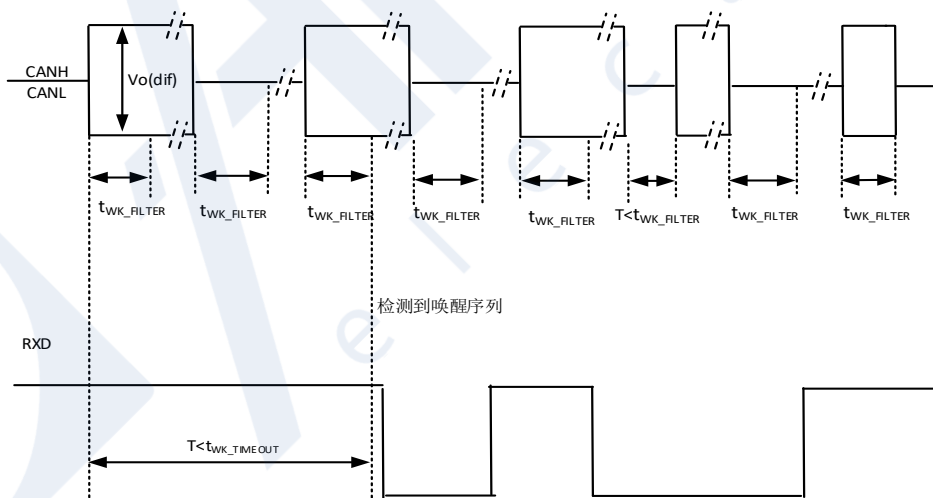 CANH
CANL
Vo(dif)
tWK_FILTER
tWK_FILTER
tWK_FILTER
tWK_FILTER
tWK_FILTER
T<tWK_FILTER
tWK_FILTER
tWK_FILTER
检测到唤醒序列
RXD
T<tWK_TIMEOUT